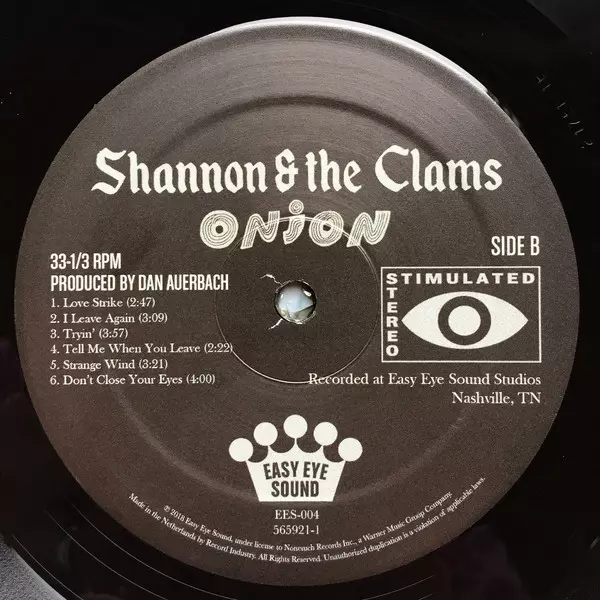 Shannon & the Clams
Onion
SIDE B
33-1/3 RPM
PRODUCED BY DAN AUERBACH
1. Love Strike (2:47)
2. I Leave Again (3:09)
3. Tryin' (3:57)
4. Tell Me When You Leave (2:22)
5. Strange Wind (3:21)
6. Don't Close Your Eyes (4:00)
STIMULATED
STEREO
Recorded at Easy Eye Sound Studios
Nashville, TN
EASY EYE
SOUND
EES-004
565921-1
℗ 2018 Easy Eye Sound, under license to Nonesuch Records Inc., a Warner Music Group Company.
Made in the Netherlands by Record Industry. All Rights Reserved. Unauthorized duplication is a violation of applicable laws.